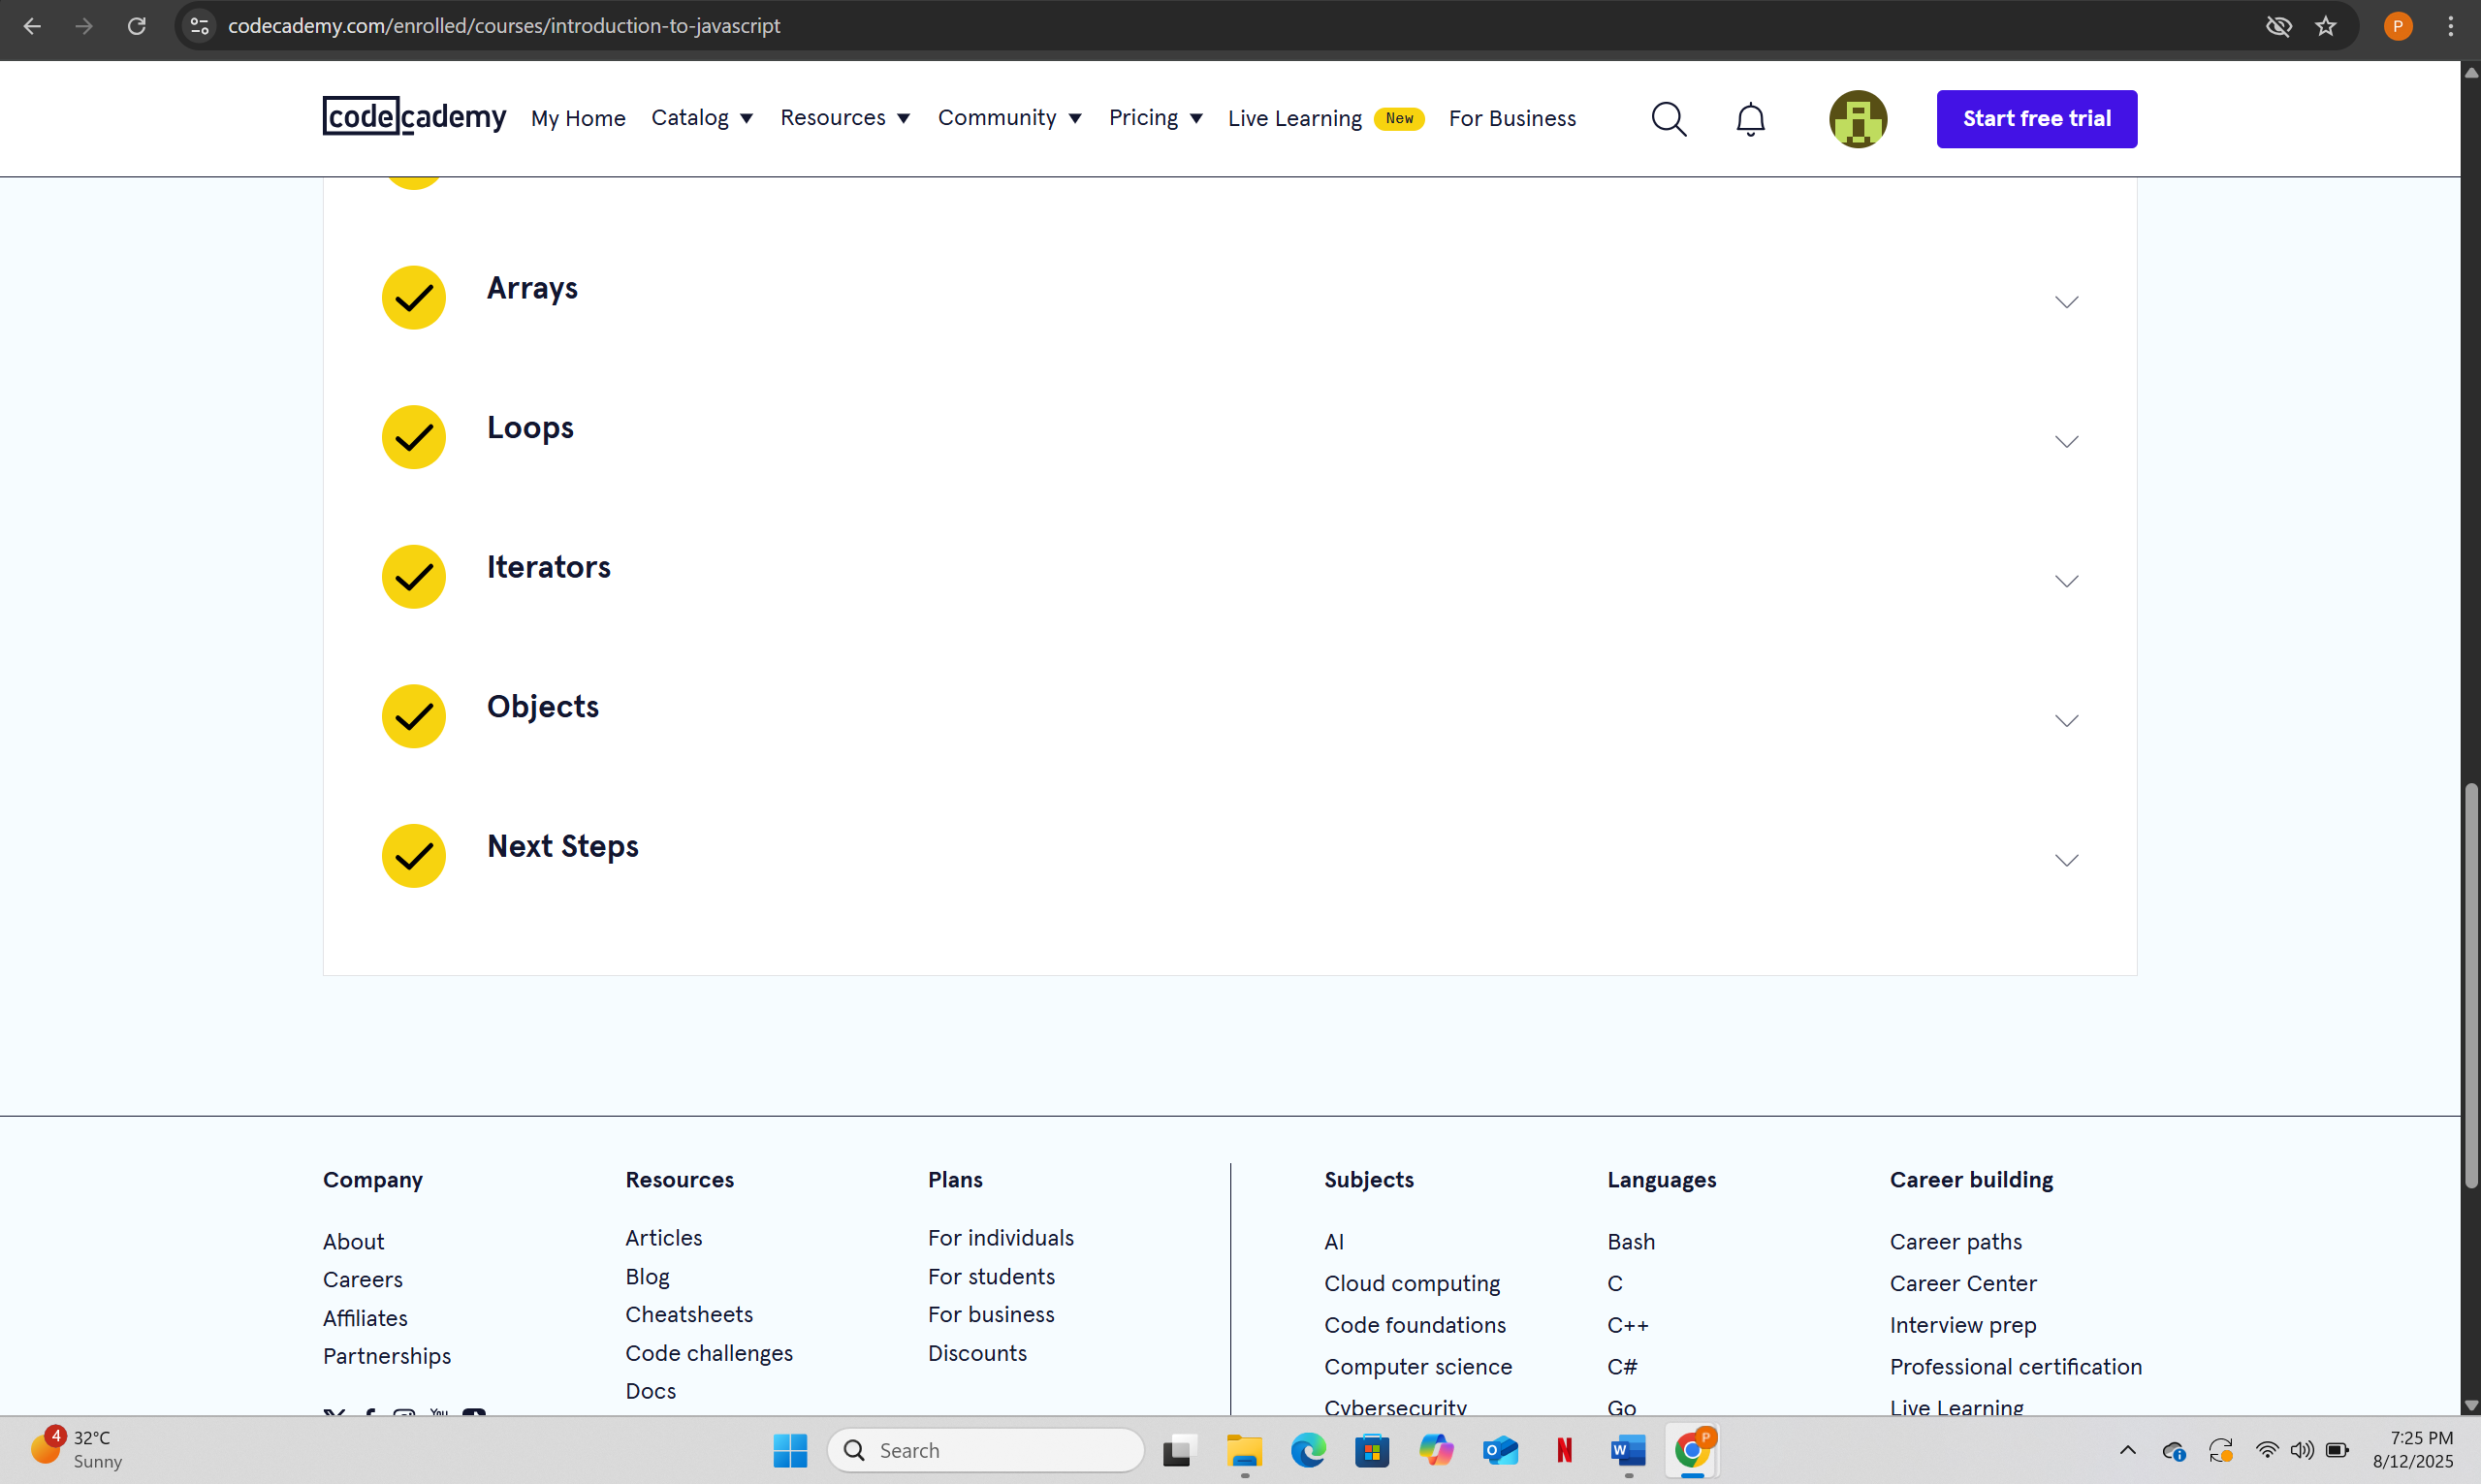 codecademy.com/enrolled/courses/introduction-to-javascript
P
codecademy My Home Catalog Resources Community Pricing Live Learning New For Business Start free trial
Arrays
Loops
Iterators
Objects
Next Steps
Company
About
Careers
Affiliates
Partnerships
Resources
Articles
Blog
Cheatsheets
Code challenges
Docs
Plans
For individuals
For students
For business
Discounts
Subjects
AI
Cloud computing
Code foundations
Computer science
Cybersecurity
Languages
Bash
C
C++
C#
Go
Career building
Career paths
Career Center
Interview prep
Professional certification
Live Learning
4
32°C
Sunny
Search
P
7:25 PM
8/12/2025